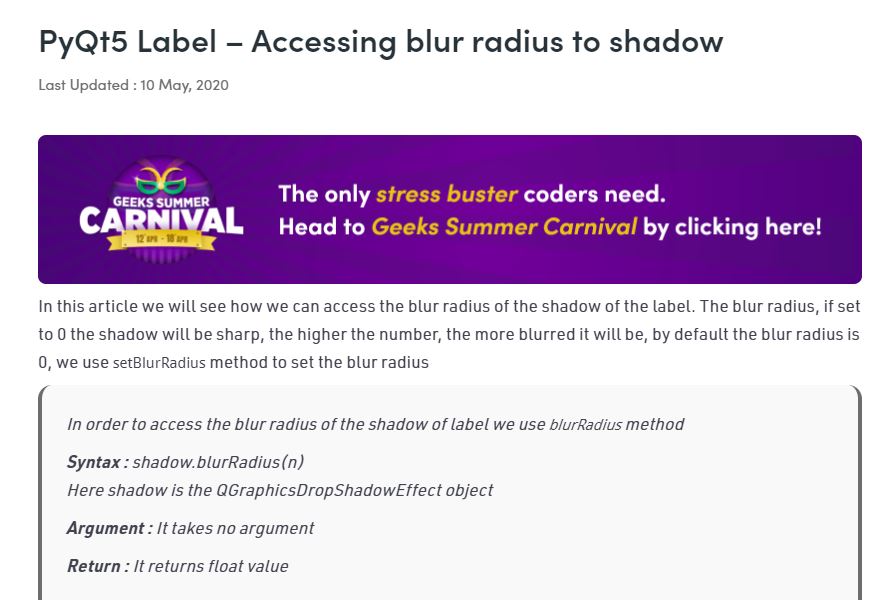 PyQt5 Label – Accessing blur radius to shadow
Last Updated : 10 May, 2020
GEEKS SUMMER
CARNIVAL
12 APR - 18 APR
The only stress buster coders need.
Head to Geeks Summer Carnival by clicking here!
In this article we will see how we can access the blur radius of the shadow of the label. The blur radius, if set
to 0 the shadow will be sharp, the higher the number, the more blurred it will be, by default the blur radius is
0, we use setBlurRadius method to set the blur radius
In order to access the blur radius of the shadow of label we use blurRadius method
Syntax : shadow.blurRadius(n)
Here shadow is the QGraphicsDropShadowEffect object
Argument : It takes no argument
Return : It returns float value